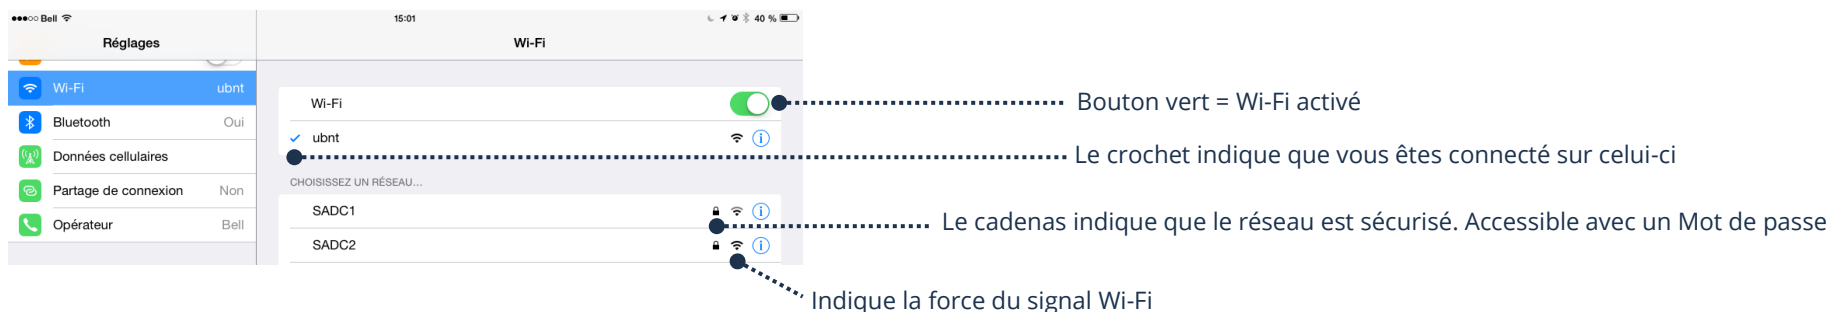 ●●●○○ Bell 15:01 40 %
Réglages
Wi-Fi
Wi-Fi ubnt
Bluetooth Oui
Données cellulaires
Partage de connexion Non
Opérateur Bell
Wi-Fi
ubnt
CHOISISSEZ UN RÉSEAU...
SADC1
SADC2
Bouton vert = Wi-Fi activé
Le crochet indique que vous êtes connecté sur celui-ci
Le cadenas indique que le réseau est sécurisé. Accessible avec un Mot de passe
Indique la force du signal Wi-Fi